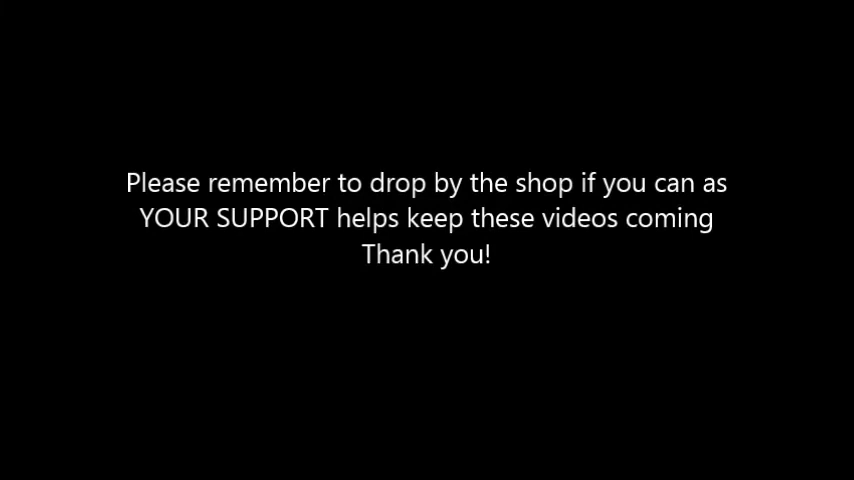 Please remember to drop by the shop if you can as
YOUR SUPPORT helps keep these videos coming
Thank you!